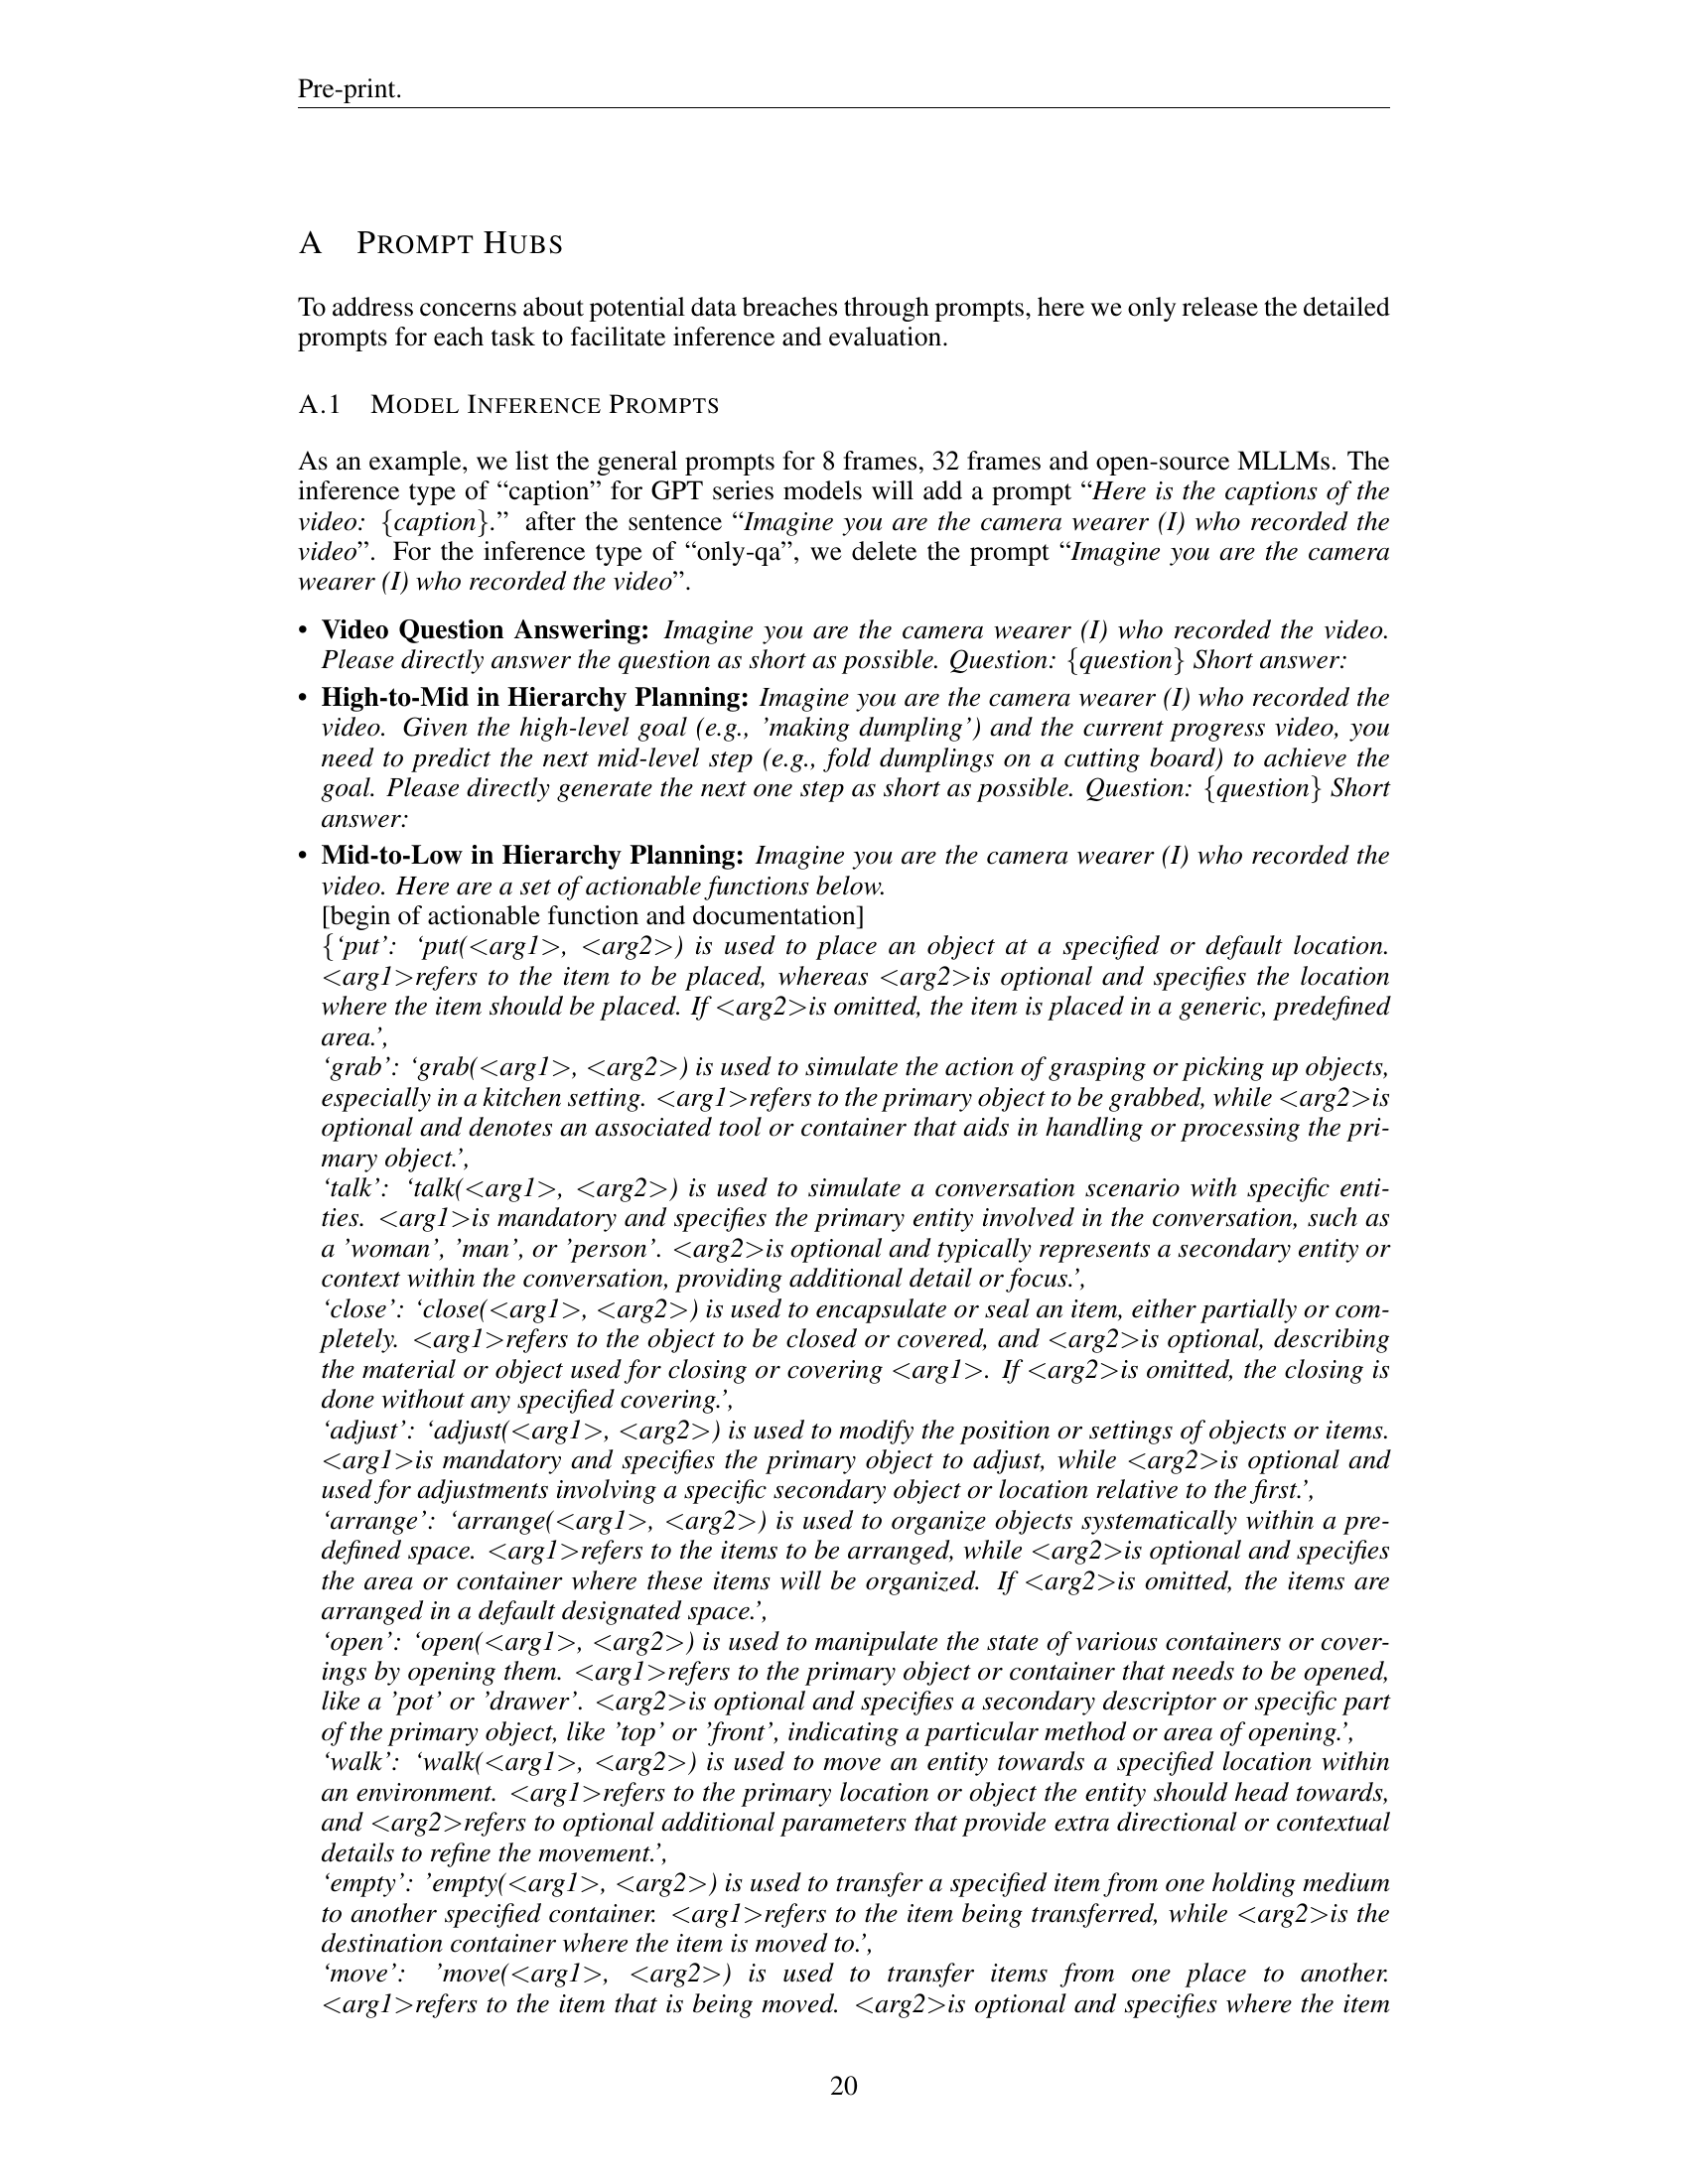 Pre-print.
A PROMPT HUBS
To address concerns about potential data breaches through prompts, here we only release the detailed
prompts for each task to facilitate inference and evaluation.
A.1 MODEL INFERENCE PROMPTS
As an example, we list the general prompts for 8 frames, 32 frames and open-source MLLMs. The
inference type of “caption” for GPT series models will add a prompt “Here is the captions of the
video: {caption}.” after the sentence “Imagine you are the camera wearer (I) who recorded the
video”. For the inference type of “only-qa”, we delete the prompt “Imagine you are the camera
wearer (I) who recorded the video”.
• Video Question Answering: Imagine you are the camera wearer (I) who recorded the video.
Please directly answer the question as short as possible. Question: {question} Short answer:
• High-to-Mid in Hierarchy Planning: Imagine you are the camera wearer (I) who recorded the
video. Given the high-level goal (e.g., ’making dumpling’) and the current progress video, you
need to predict the next mid-level step (e.g., fold dumplings on a cutting board) to achieve the
goal. Please directly generate the next one step as short as possible. Question: {question} Short
answer:
• Mid-to-Low in Hierarchy Planning: Imagine you are the camera wearer (I) who recorded the
video. Here are a set of actionable functions below.
[begin of actionable function and documentation]
{‘put’: ‘put(<arg1>, <arg2>) is used to place an object at a specified or default location.
<arg1>refers to the item to be placed, whereas <arg2>is optional and specifies the location
where the item should be placed. If <arg2>is omitted, the item is placed in a generic, predefined
area.’,
‘grab’: ‘grab(<arg1>, <arg2>) is used to simulate the action of grasping or picking up objects,
especially in a kitchen setting. <arg1>refers to the primary object to be grabbed, while <arg2>is
optional and denotes an associated tool or container that aids in handling or processing the pri-
mary object.’,
‘talk’: ‘talk(<arg1>, <arg2>) is used to simulate a conversation scenario with specific enti-
ties. <arg1>is mandatory and specifies the primary entity involved in the conversation, such as
a ’woman’, ’man’, or ’person’. <arg2>is optional and typically represents a secondary entity or
context within the conversation, providing additional detail or focus.’,
‘close’: ‘close(<arg1>, <arg2>) is used to encapsulate or seal an item, either partially or com-
pletely. <arg1>refers to the object to be closed or covered, and <arg2>is optional, describing
the material or object used for closing or covering <arg1>. If <arg2>is omitted, the closing is
done without any specified covering.’,
‘adjust’: ‘adjust(<arg1>, <arg2>) is used to modify the position or settings of objects or items.
<arg1>is mandatory and specifies the primary object to adjust, while <arg2>is optional and
used for adjustments involving a specific secondary object or location relative to the first.’,
‘arrange’: ‘arrange(<arg1>, <arg2>) is used to organize objects systematically within a pre-
defined space. <arg1>refers to the items to be arranged, while <arg2>is optional and specifies
the area or container where these items will be organized. If <arg2>is omitted, the items are
arranged in a default designated space.’,
‘open’: ‘open(<arg1>, <arg2>) is used to manipulate the state of various containers or cover-
ings by opening them. <arg1>refers to the primary object or container that needs to be opened,
like a ’pot’ or ’drawer’. <arg2>is optional and specifies a secondary descriptor or specific part
of the primary object, like ’top’ or ’front’, indicating a particular method or area of opening.’,
‘walk’: ‘walk(<arg1>, <arg2>) is used to move an entity towards a specified location within
an environment. <arg1>refers to the primary location or object the entity should head towards,
and <arg2>refers to optional additional parameters that provide extra directional or contextual
details to refine the movement.’,
‘empty’: ’empty(<arg1>, <arg2>) is used to transfer a specified item from one holding medium
to another specified container. <arg1>refers to the item being transferred, while <arg2>is the
destination container where the item is moved to.’,
‘move’: ’move(<arg1>, <arg2>) is used to transfer items from one place to another.
<arg1>refers to the item that is being moved. <arg2>is optional and specifies where the item
20